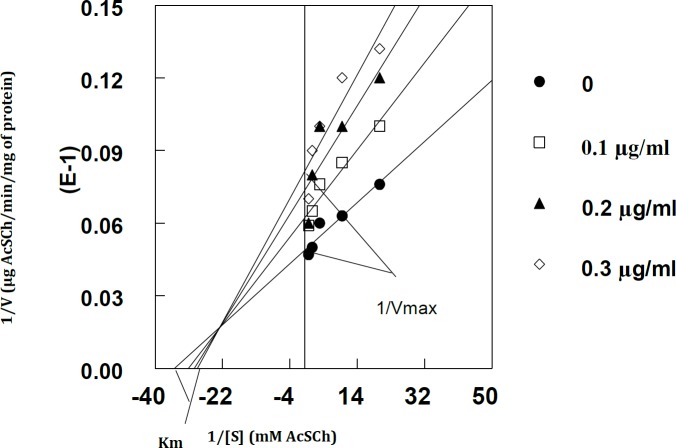 0.15
0.12
0.09
0.06
0.03
0.00
1/V (µg AcSCh/min/mg of protein)
(E-1)
-40 -22 -4 14 32 50
Km
1/[S] (mM AcSCh)
1/Vmax
0
0.1 µg/ml
0.2 µg/ml
0.3 µg/ml